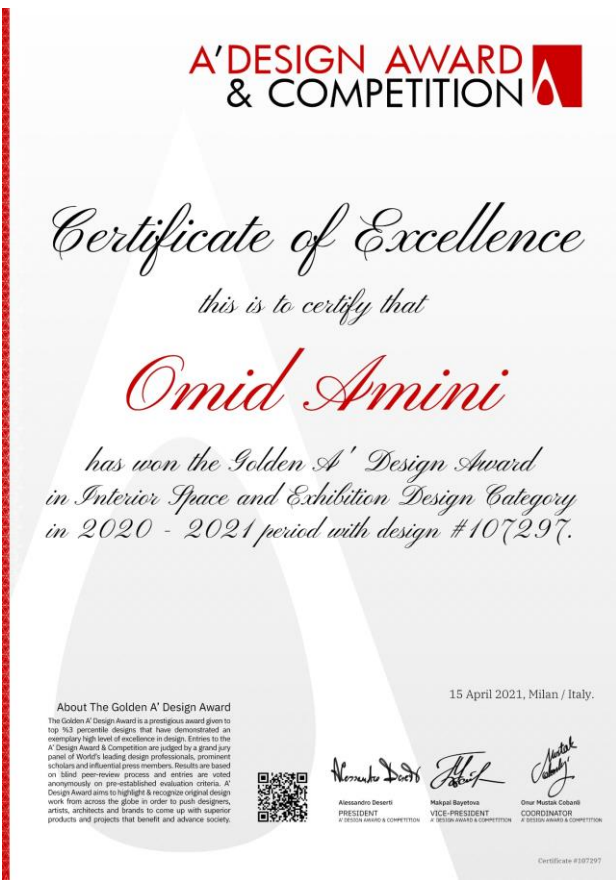 A'DESIGN AWARD
& COMPETITION
Certificate of Excellence
this is to certify that
Omid Amini
has won the Golden A' Design Award
in Interior Space and Exhibition Design Category
in 2020 - 2021 period with design #107297.
15 April 2021, Milan / Italy.
About The Golden A' Design Award
The Golden A' Design Award is a prestigious award given to
top %3 percentile designs that have demonstrated an
exemplary high level of excellence in design. Entries to the
A' Design Award & Competition are judged by a grand jury
panel of World's leading design professionals, prominent
scholars and influential press members. Results are based
on blind peer-review process and entries are voted
anonymously on pre-established evaluation criteria. A'
Design Award aims to highlight & recognize original design
work from across the globe in order to push designers,
artists, architects and brands to come up with superior
products and projects that benefit and advance society.
Alessandro Deserti
PRESIDENT
A' DESIGN AWARD & COMPETITION
Makpal Bayetova
VICE-PRESIDENT
A' DESIGN AWARD & COMPETITION
Onur Mustak Cobanli
COORDINATOR
A' DESIGN AWARD & COMPETITION
Certificate #107297